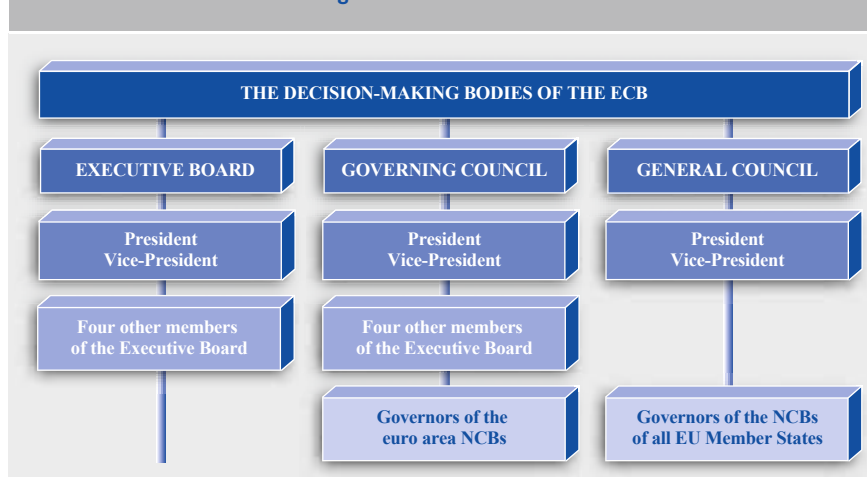 THE DECISION-MAKING BODIES OF THE ECB
EXECUTIVE BOARD
GOVERNING COUNCIL
GENERAL COUNCIL
President
Vice-President
President
Vice-President
President
Vice-President
Four other members
of the Executive Board
Four other members
of the Executive Board
Governors of the
euro area NCBs
Governors of the NCBs
of all EU Member States